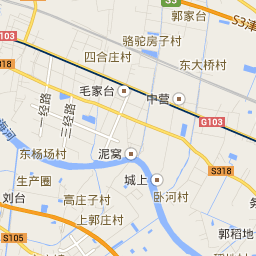 郭家台
S3津
骆驼房子村
G103
四合庄村
S318
东大桥村
毛家台
中营
一经路
三经路
G103
海河
东杨场村
泥窝
S318
生产圈
城上
刘台
高庄子村
卧河村
上郭庄村
郭稻地
S105